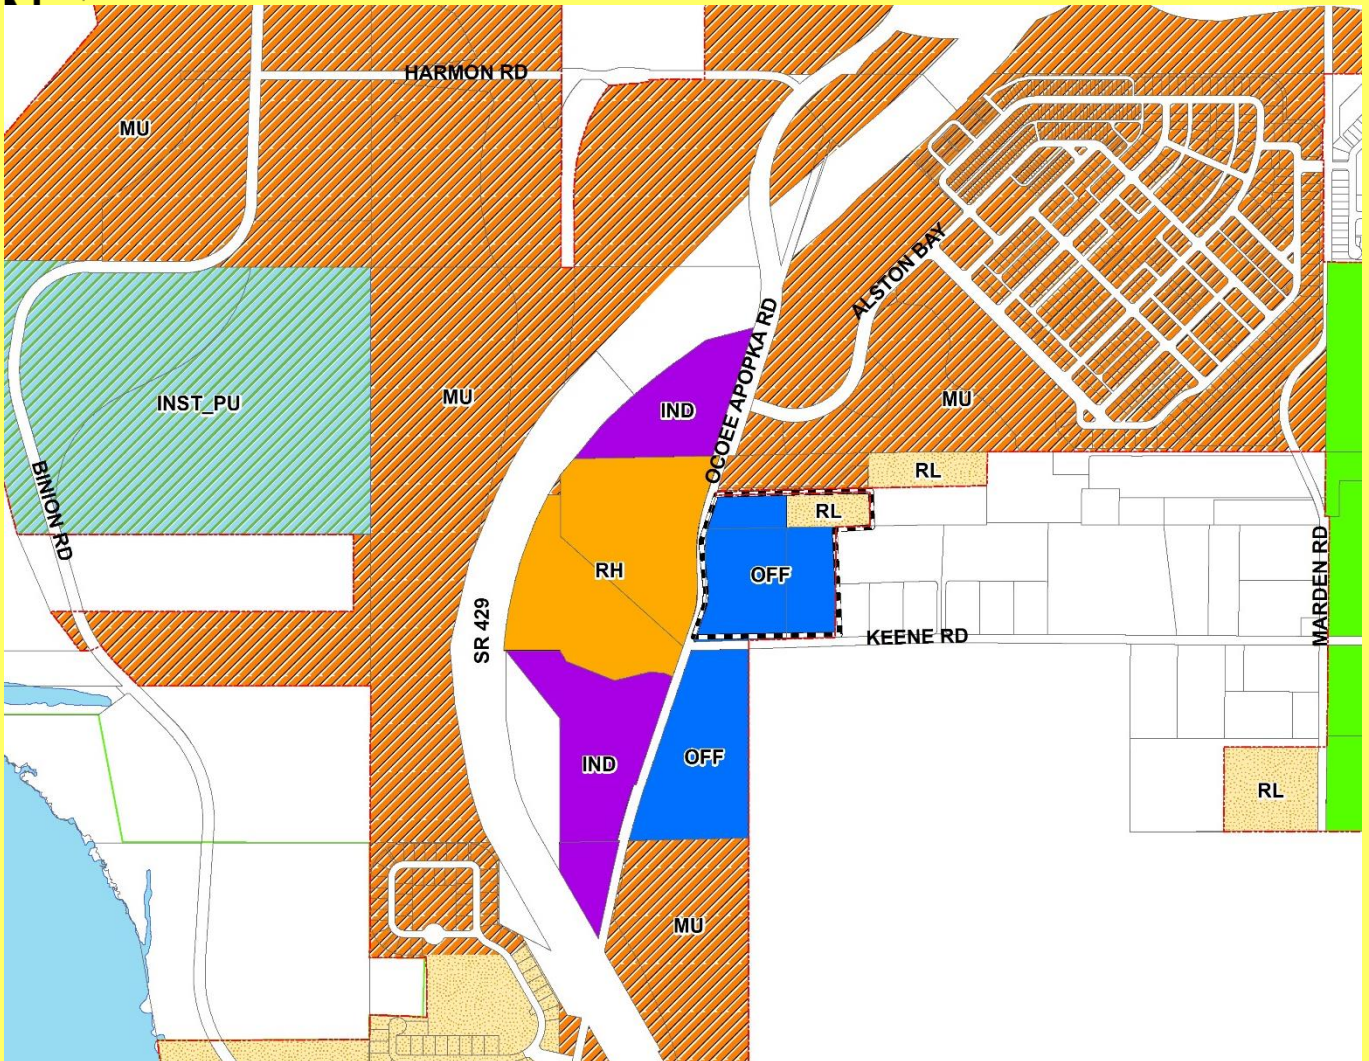 HARMON RD
MU
ALSTON BAY
OCOEE APOPKA RD
INST_PU
MU
IND
MU
BINION RD
RL
RL
RH
OFF
MARDEN RD
SR 429
KEENE RD
IND
OFF
RL
MU